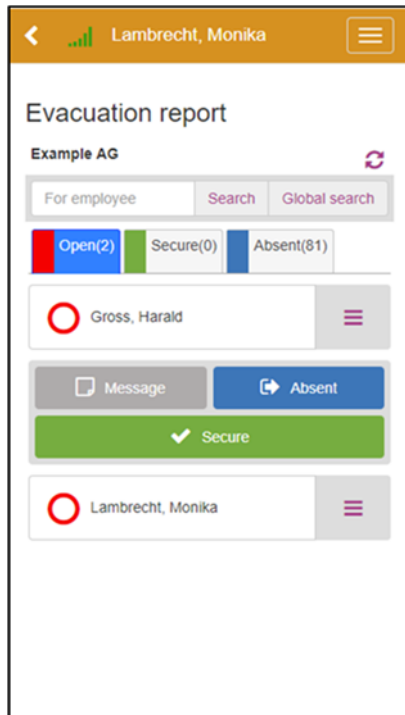 Lambrecht, Monika
Evacuation report
Example AG
For employee Search Global search
Open(2) Secure(0) Absent(81)
Gross, Harald
Message Absent
Secure
Lambrecht, Monika